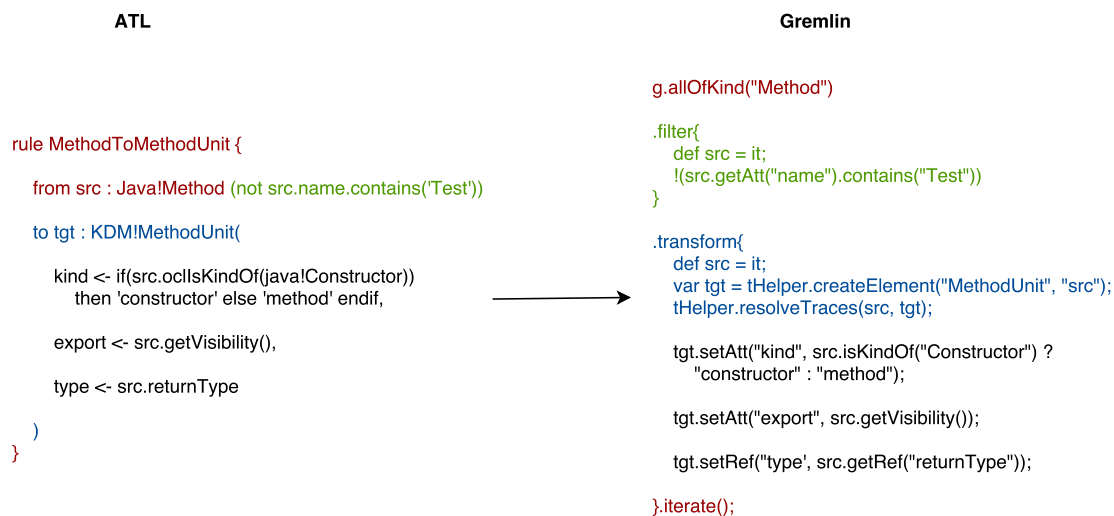 ATL
rule MethodToMethodUnit {
from src : Java!Method (not src.name.contains('Test'))
to tgt : KDM!MethodUnit(
kind <- if(src.oclIsKindOf(java!Constructor))
then 'constructor' else 'method' endif,
export <- src.getVisibility(),
type <- src.returnType
)
}
Gremlin
g.allOfKind("Method")
.filter{
def src = it;
!(src.getAtt("name").contains("Test"))
}
.transform{
def src = it;
var tgt = tHelper.createElement("MethodUnit", "src");
tHelper.resolveTraces(src, tgt);
tgt.setAtt("kind", src.isKindOf("Constructor") ?
"constructor" : "method");
tgt.setAtt("export", src.getVisibility());
tgt.setRef("type', src.getRef("returnType"));
}.iterate();